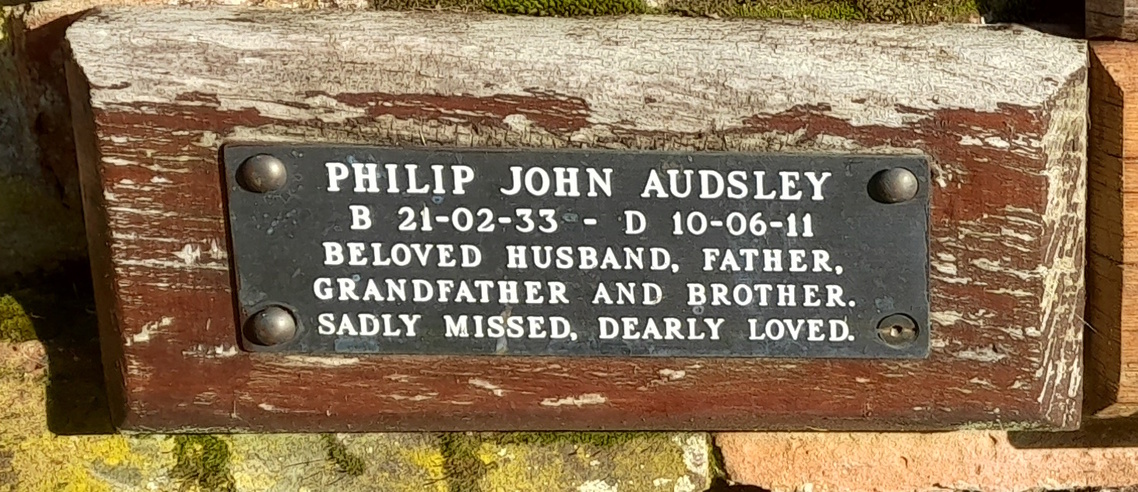 PHILIP JOHN AUDSLEY
B 21-02-33 - D 10-06-11
BELOVED HUSBAND, FATHER,
GRANDFATHER AND BROTHER.
SADLY MISSED, DEARLY LOVED.